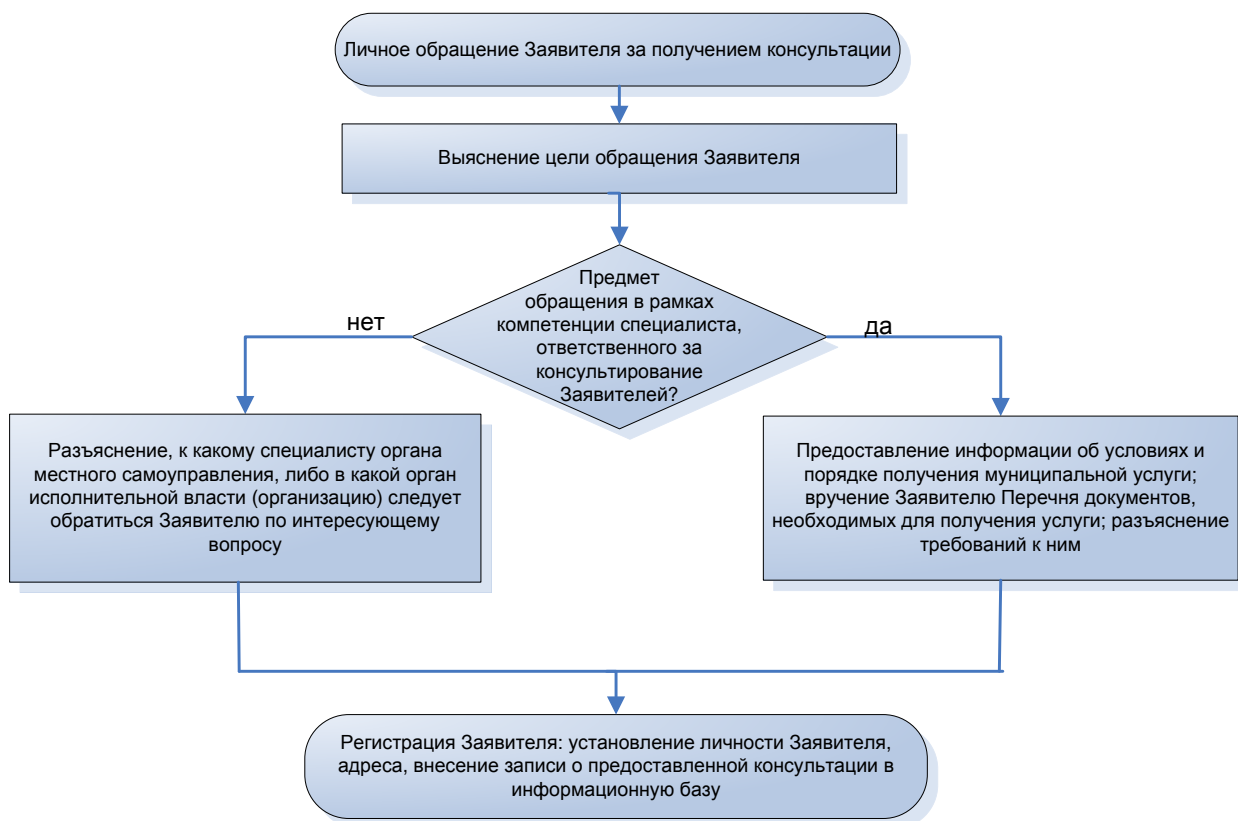 Личное обращение Заявителя за получением консультации
Выяснение цели обращения Заявителя
Предмет
обращения в рамках
компетенции специалиста,
ответственного за
консультирование
Заявителей?
нет
да
Разъяснение, к какому специалисту органа
местного самоуправления, либо в какой орган
исполнительной власти (организацию) следует
обратиться Заявителю по интересующему
вопросу
Предоставление информации об условиях и
порядке получения муниципальной услуги;
вручение Заявителю Перечня документов,
необходимых для получения услуги; разъяснение
требований к ним
Регистрация Заявителя: установление личности Заявителя,
адреса, внесение записи о предоставленной консультации в
информационную базу